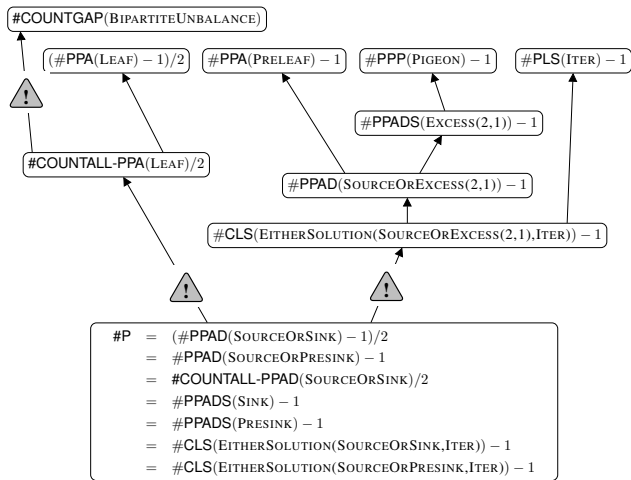 #COUNTGAP(BIPARTITEUNBALANCE)
(#PPA(LEAF) − 1)/2
#PPA(PRELEAF) − 1
#PPP(PIGEON) − 1
#PLS(ITER) − 1
!
#PPADS(EXCESS(2,1)) − 1
#COUNTALL-PPA(LEAF)/2
#PPAD(SOURCEOREXCESS(2,1)) − 1
#CLS(EITHERSOLUTION(SOURCEOREXCESS(2,1),ITER)) − 1
!
!
#P = (#PPAD(SOURCEORSINK) − 1)/2
= #PPAD(SOURCEORPRESINK) − 1
= #COUNTALL-PPAD(SOURCEORSINK)/2
= #PPADS(SINK) − 1
= #PPADS(PRESINK) − 1
= #CLS(EITHERSOLUTION(SOURCEORSINK,ITER)) − 1
= #CLS(EITHERSOLUTION(SOURCEORPRESINK,ITER)) − 1